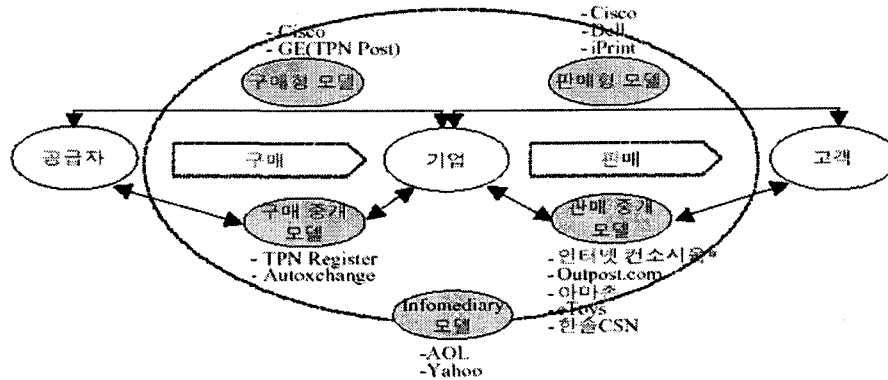 - Cisco
- GE(TPN Post)
구매형 모델
- Cisco
- Dell
- iPrint
판매형 모델
공급자
구매
기업
판매
고객
구매 중개
모델
- TPN Register
- Autoxchange
판매 중개
모델
- 인터넷 컨소시움*
- Outpost.com
- 아마존
- eToys
- 한솔CSN
Infomediary
모델
-AOL
-Yahoo